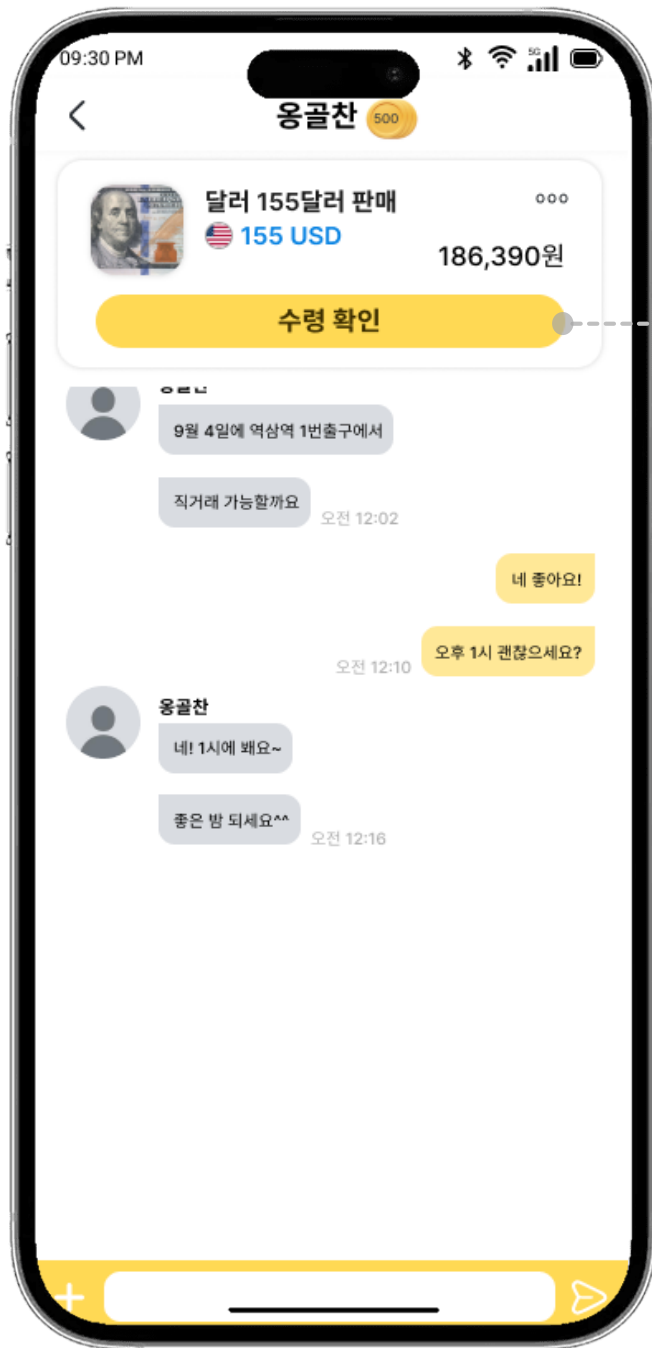 09:30 PM
5G
옹골찬 500
달러 155달러 판매
155 USD
186,390원
수령 확인
9월 4일에 역삼역 1번출구에서
직거래 가능할까요
오전 12:02
네 좋아요!
오후 1시 괜찮으세요?
오전 12:10
옹골찬
네! 1시에 봬요~
좋은 밤 되세요^^
오전 12:16